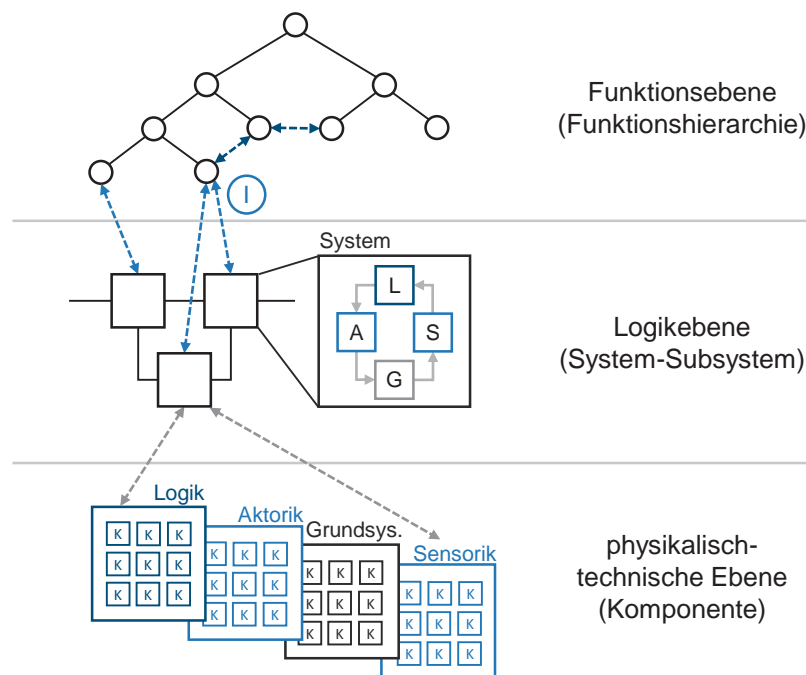 Funktionsebene
(Funktionshierarchie)
I
System
L
A S
G
Logikebene
(System-Subsystem)
Logik
K K K
K K K
K K K
Aktorik
K K K
K K K
K K K
Grundsys.
K K K
K K K
K K K
Sensorik
K K K
K K K
K K K
physikalisch-
technische Ebene
(Komponente)